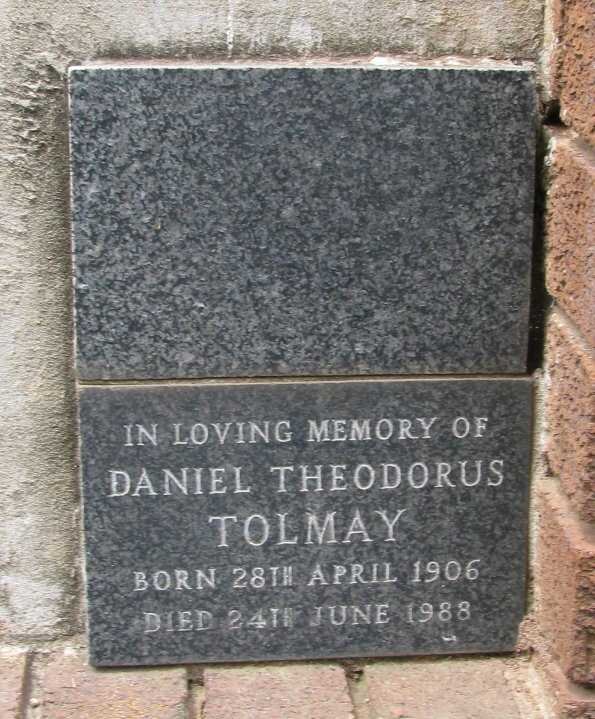 IN LOVING MEMORY OF
DANIEL THEODORUS
TOLMAY
BORN 28TH APRIL 1906
DIED 24TH JUNE 1988